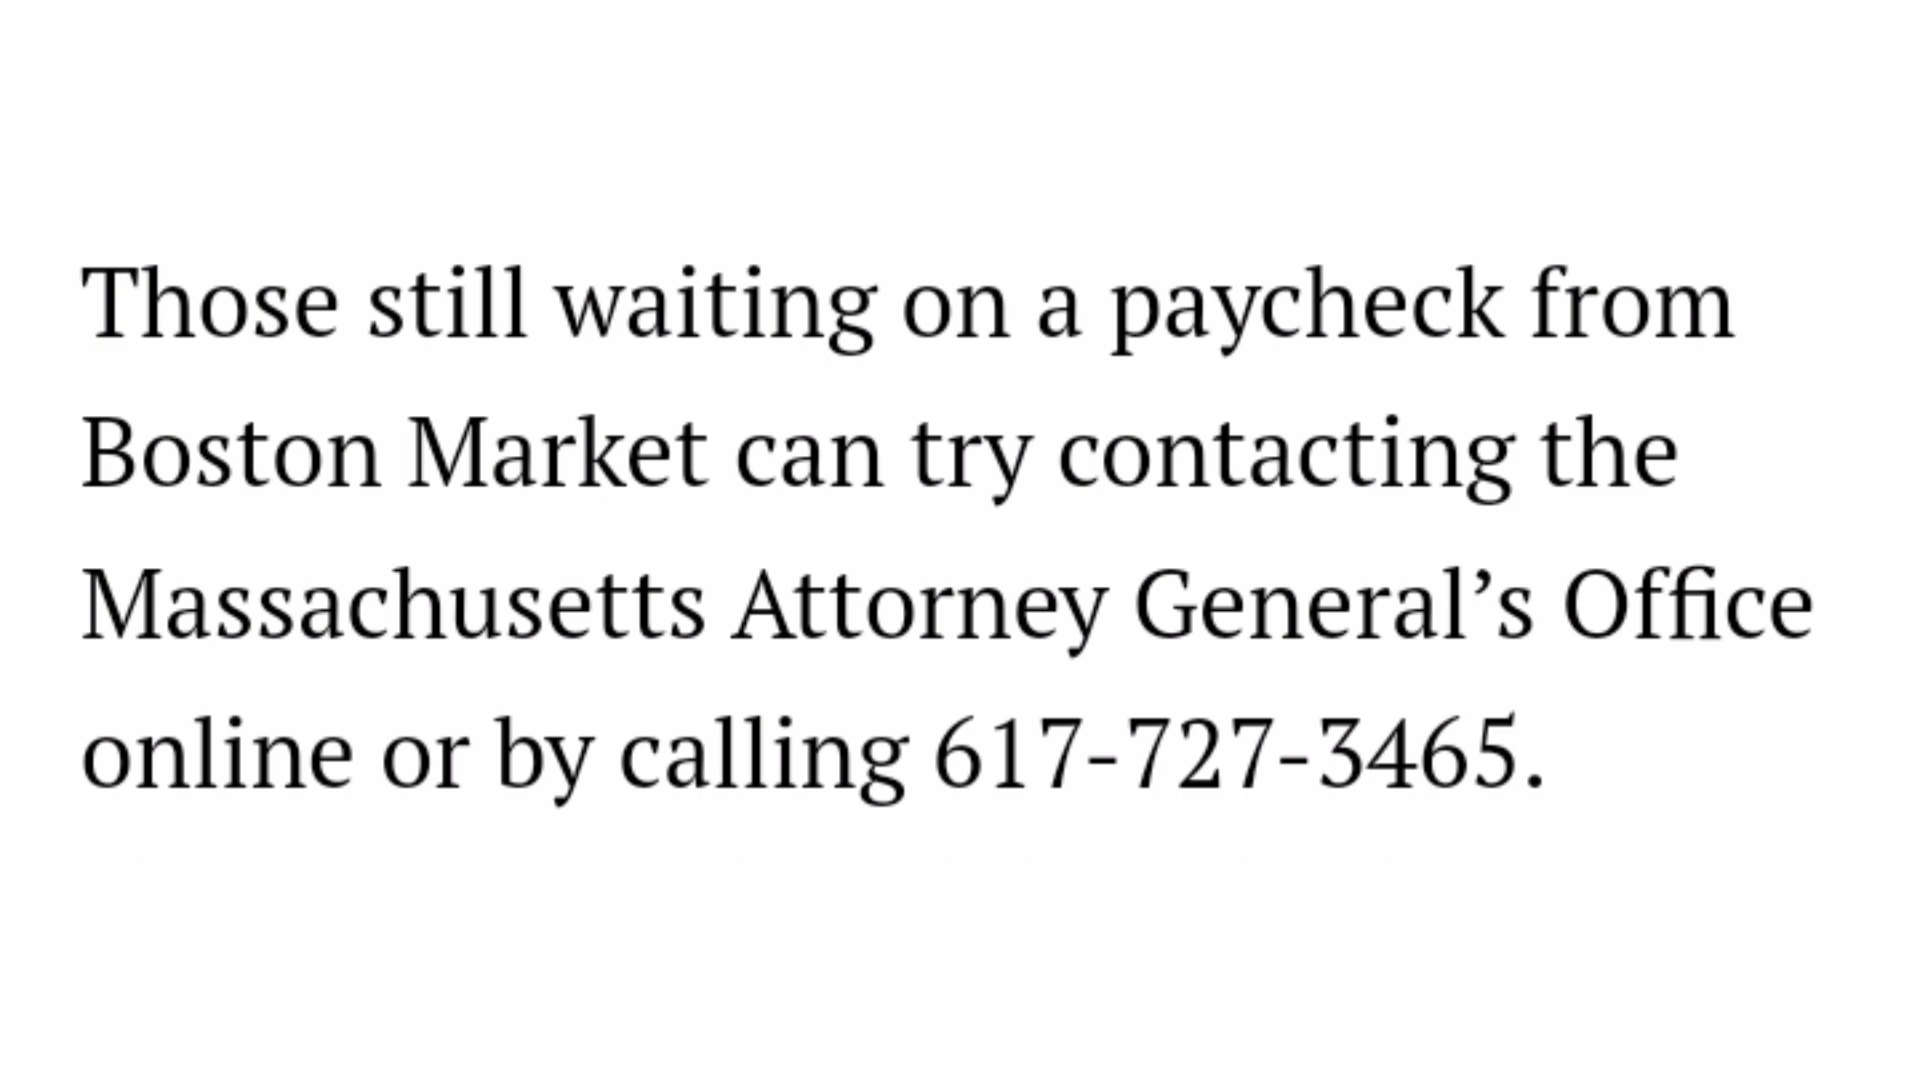 Those still waiting on a paycheck from
Boston Market can try contacting the
Massachusetts Attorney General’s Office
online or by calling 617-727-3465.